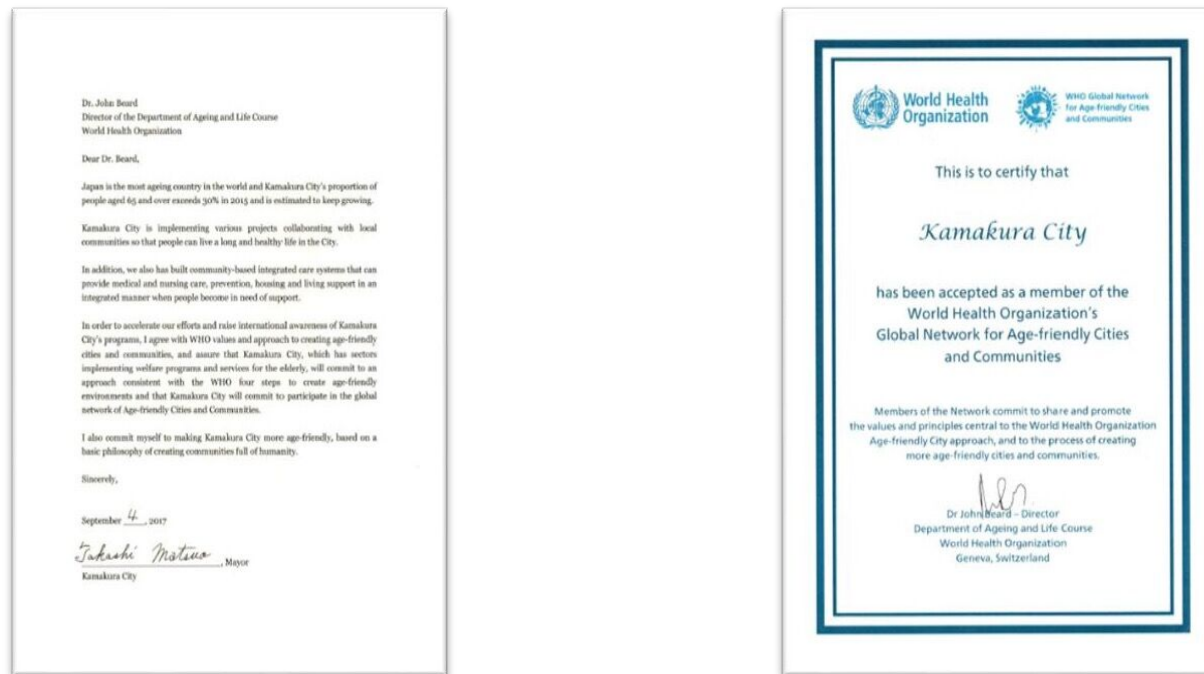 Dr. John Beard
Director of the Department of Ageing and Life Course
World Health Organization
Dear Dr. Beard,
Japan is the most ageing country in the world and Kamakura City's proportion of
people aged 65 and over exceeds 30% in 2015 and is estimated to keep growing.
Kamakura City is implementing various projects collaborating with local
communities so that people can live a long and healthy life in the City.
In addition, we also has built community-based integrated care systems that can
provide medical and nursing care, prevention, housing and living support in an
integrated manner when people become in need of support.
In order to accelerate our efforts and raise international awareness of Kamakura
City's programs, I agree with WHO values and approach to creating age-friendly
cities and communities, and assure that Kamakura City, which has sectors
implementing welfare programs and services for the elderly, will commit to an
approach consistent with the WHO four steps to create age-friendly
environments and that Kamakura City will commit to participate in the global
network of Age-friendly Cities and Communities.
I also commit myself to making Kamakura City more age-friendly, based on a
basic philosophy of creating communities full of humanity.
Sincerely,
September 4, 2017
Takashi Matsuo, Mayor
Kamakura City
World Health
Organization
WHO Global Network
for Age-friendly Cities
and Communities
This is to certify that
Kamakura City
has been accepted as a member of the
World Health Organization's
Global Network for Age-friendly Cities
and Communities
Members of the Network commit to share and promote
the values and principles central to the World Health Organization
Age-friendly City approach, and to the process of creating
more age-friendly cities and communities.
Dr John Beard – Director
Department of Ageing and Life Course
World Health Organization
Geneva, Switzerland